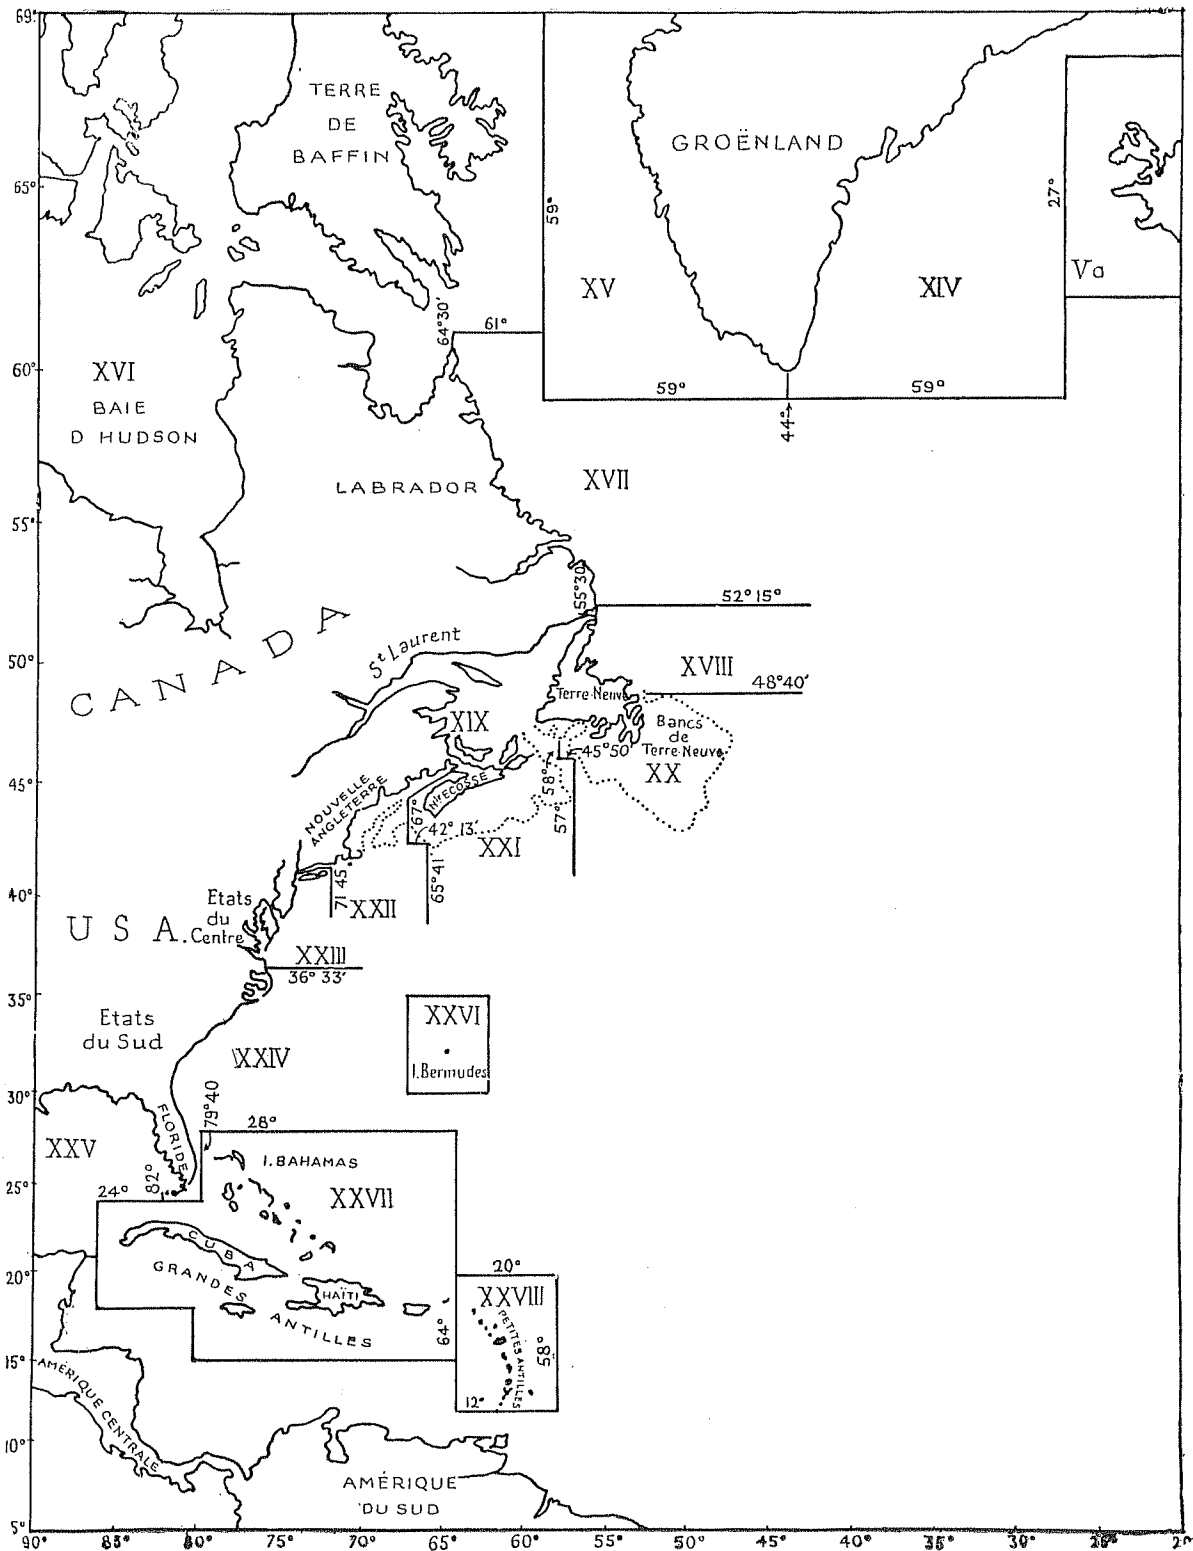 69°
TERRE
DE
BAFFIN
GROËNLAND
65°
59°
27°
Va
XV
XIV
64°30'
61°
60°
XVI
BAIE
D HUDSON
59°
59°
44°
LABRADOR
XVII
55°
55°30'
52°15'
CANADA
St Laurent
50°
XVIII
48°40'
Terre-Neuve
XIX
Bancs
de
Terre-Neuve
45°50'
XX
45°
58°
57°
NOUVELLE
ANGLETERRE
Nlle ECOSSE
67°
42° 13'
XXI
65°41
71 45
XXII
40°
Etats
du
Centre
U S A.
XXIII
36° 33'
35°
Etats
du Sud
XXVI
I.Bermudes
XXIV
30°
79°40
28°
FLORIDE
XXV
I. BAHAMAS
82°
25°
24°
XXVII
CUBA
GRANDES
ANTILLES
HAÏTI
20°
20°
XXVIII
PETITES ANTILLES
64°
58°
15°
12°
AMÉRIQUE CENTRALE
10°
AMÉRIQUE
DU SUD
5°
90° 85° 80° 75° 70° 65° 60° 55° 50° 45° 40° 35° 30° 25° 20°